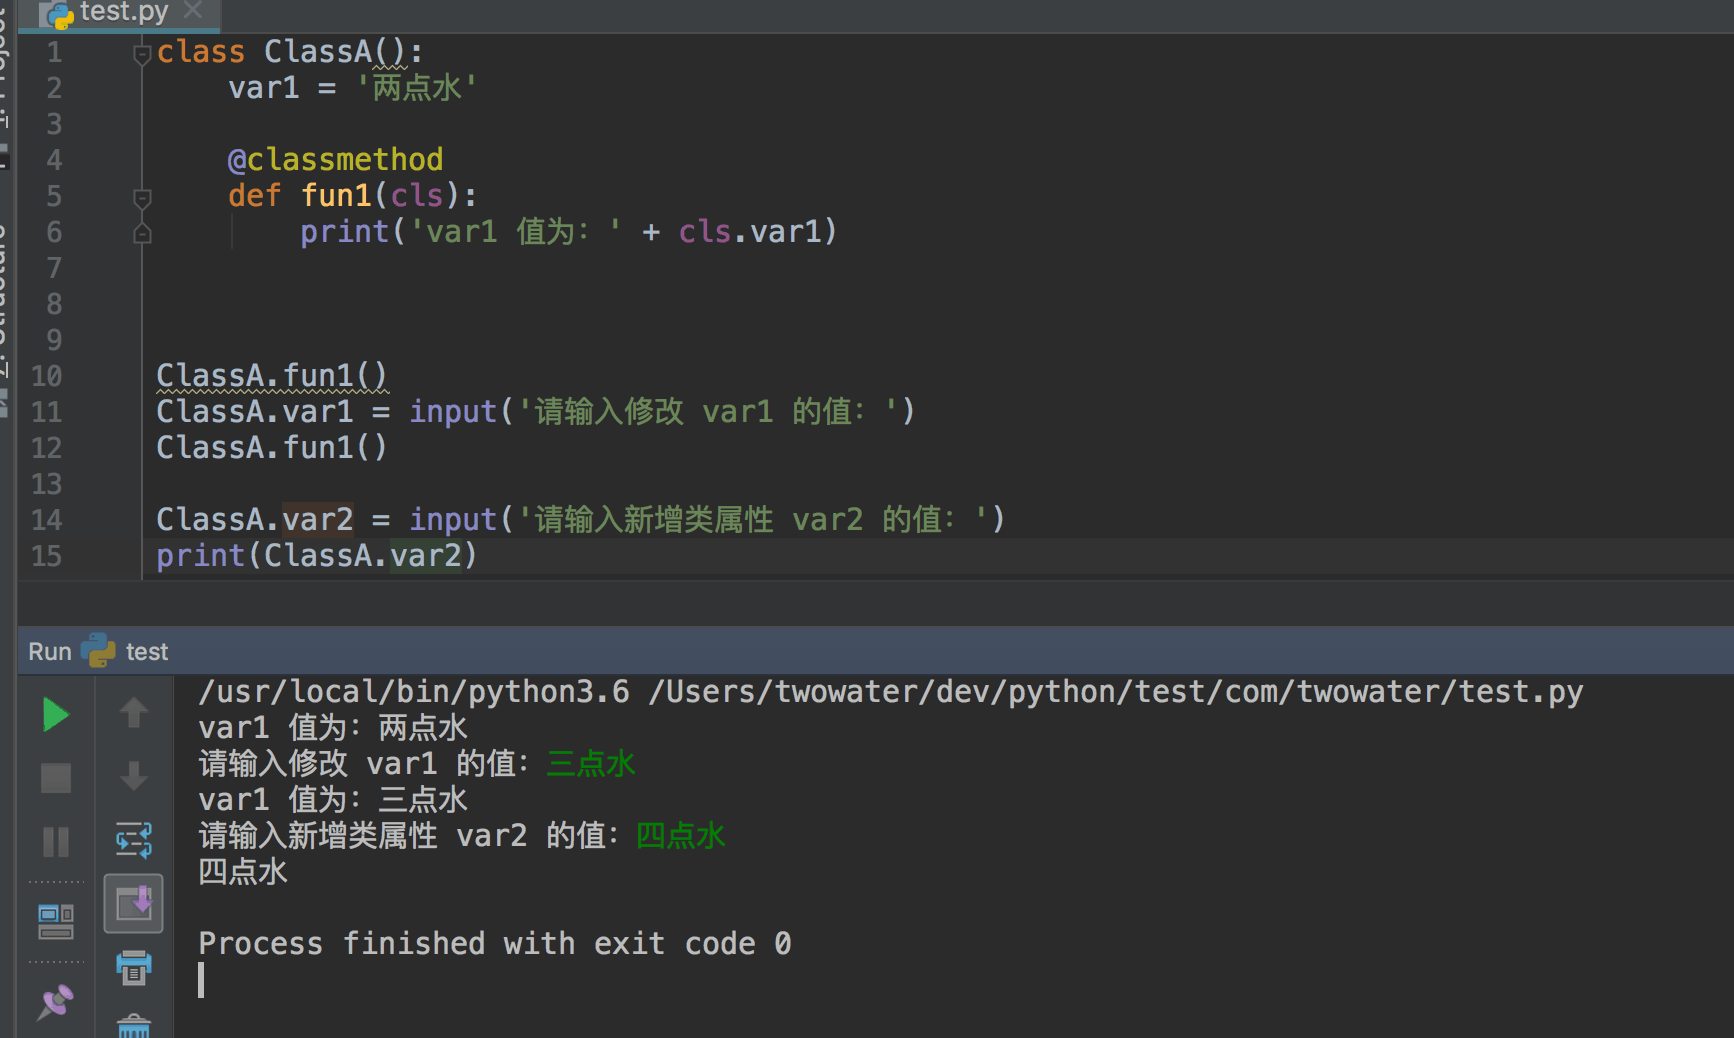 test.py
1 class ClassA():
2     var1 = '两点水'
3
4     @classmethod
5     def fun1(cls):
6         print('var1 值为：' + cls.var1)
7
8
9
10 ClassA.fun1()
11 ClassA.var1 = input('请输入修改 var1 的值：')
12 ClassA.fun1()
13
14 ClassA.var2 = input('请输入新增类属性 var2 的值：')
15 print(ClassA.var2)
Run test
/usr/local/bin/python3.6 /Users/twowater/dev/python/test/com/twowater/test.py
var1 值为：两点水
请输入修改 var1 的值：三点水
var1 值为：三点水
请输入新增类属性 var2 的值：四点水
四点水
Process finished with exit code 0